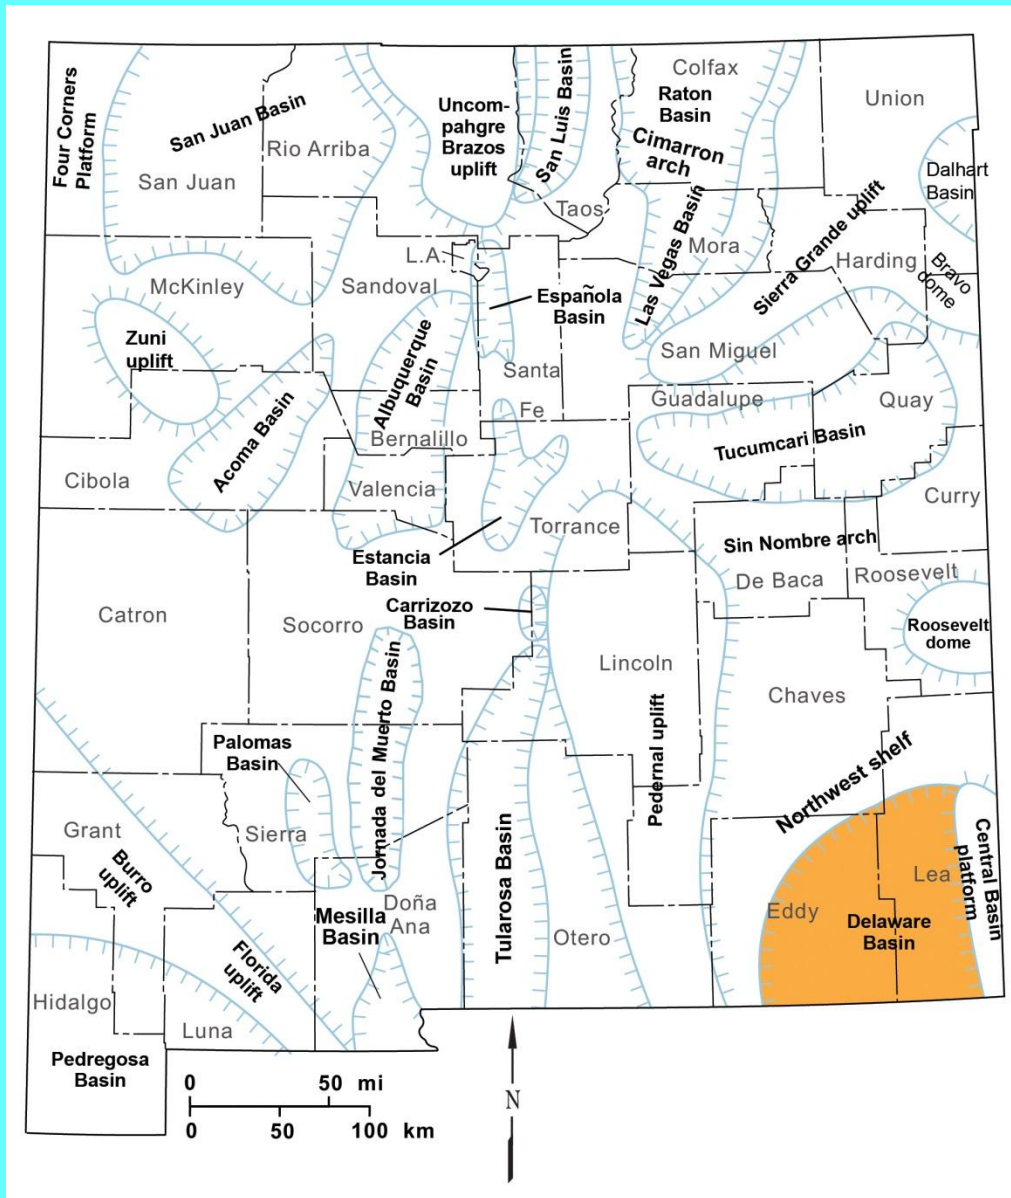 Four Corners
Platform
San Juan Basin
San Juan
Rio Arriba
Uncom-
pahgre
Brazos
uplift
San Luis Basin
Colfax
Raton
Basin
Cimarron
arch
Union
Dalhart
Basin
Taos
Las Vegas Basin
Mora
Sierra Grande uplift
Harding
Bravo
dome
L.A.
McKinley
Sandoval
Española
Basin
Zuni
uplift
Albuquerque
Basin
Santa
Fe
San Miguel
Guadalupe
Quay
Acoma Basin
Bernalillo
Tucumcari Basin
Cibola
Valencia
Curry
Torrance
Estancia
Basin
Sin Nombre arch
De Baca
Roosevelt
Carrizozo
Basin
Catron
Socorro
Roosevelt
dome
Lincoln
Chaves
Jornada del Muerto Basin
Palomas
Basin
Pedernal uplift
Northwest shelf
Grant
Sierra
Burro
uplift
Tularosa Basin
Central Basin
platform
Lea
Eddy
Delaware
Basin
Doña
Ana
Mesilla
Basin
Otero
Florida
uplift
Hidalgo
Luna
Pedregosa
Basin
0 50 mi
0 50 100 km
N